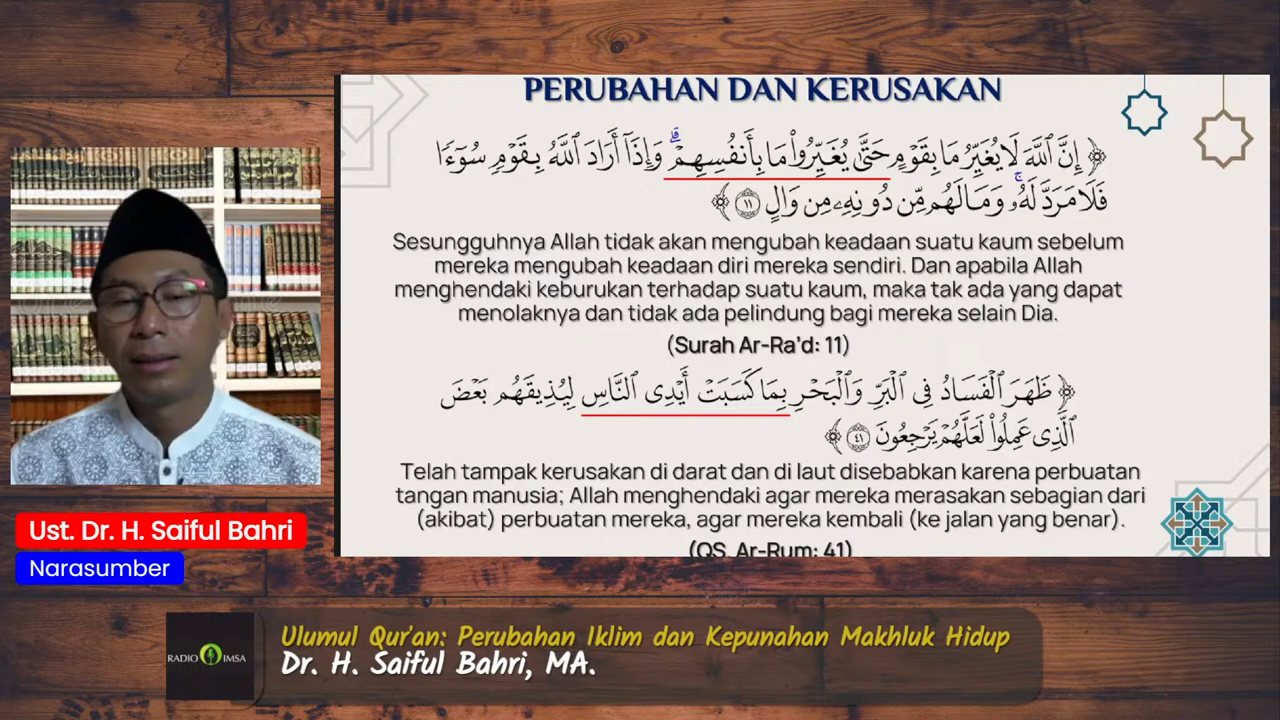 PERUBAHAN DAN KERUSAKAN
﴿ إِنَّ ٱللَّهَ لَا يُغَيِّرُ مَا بِقَوْمٍ حَتَّىٰ يُغَيِّرُوا۟ مَا بِأَنفُسِهِمْ ۗ وَإِذَآ أَرَادَ ٱللَّهُ بِقَوْمٍ سُوٓءًا
فَلَا مَرَدَّ لَهُۥ ۚ وَمَا لَهُم مِّن دُونِهِۦ مِن وَالٍ ١١ ﴾
Sesungguhnya Allah tidak akan mengubah keadaan suatu kaum sebelum
mereka mengubah keadaan diri mereka sendiri. Dan apabila Allah
menghendaki keburukan terhadap suatu kaum, maka tak ada yang dapat
menolaknya dan tidak ada pelindung bagi mereka selain Dia.
(Surah Ar-Ra'd: 11)
﴿ ظَهَرَ ٱلْفَسَادُ فِى ٱلْبَرِّ وَٱلْبَحْرِ بِمَا كَسَبَتْ أَيْدِى ٱلنَّاسِ لِيُذِيقَهُم بَعْضَ
ٱلَّذِى عَمِلُوا۟ لَعَلَّهُمْ يَرْجِعُونَ ٤١ ﴾
Telah tampak kerusakan di darat dan di laut disebabkan karena perbuatan
tangan manusia; Allah menghendaki agar mereka merasakan sebagian dari
(akibat) perbuatan mereka, agar mereka kembali (ke jalan yang benar).
(QS. Ar-Rum: 41)
Ust. Dr. H. Saiful Bahri
Narasumber
RADIO IMSA
Ulumul Qur'an: Perubahan Iklim dan Kepunahan Makhluk Hidup
Dr. H. Saiful Bahri, MA.